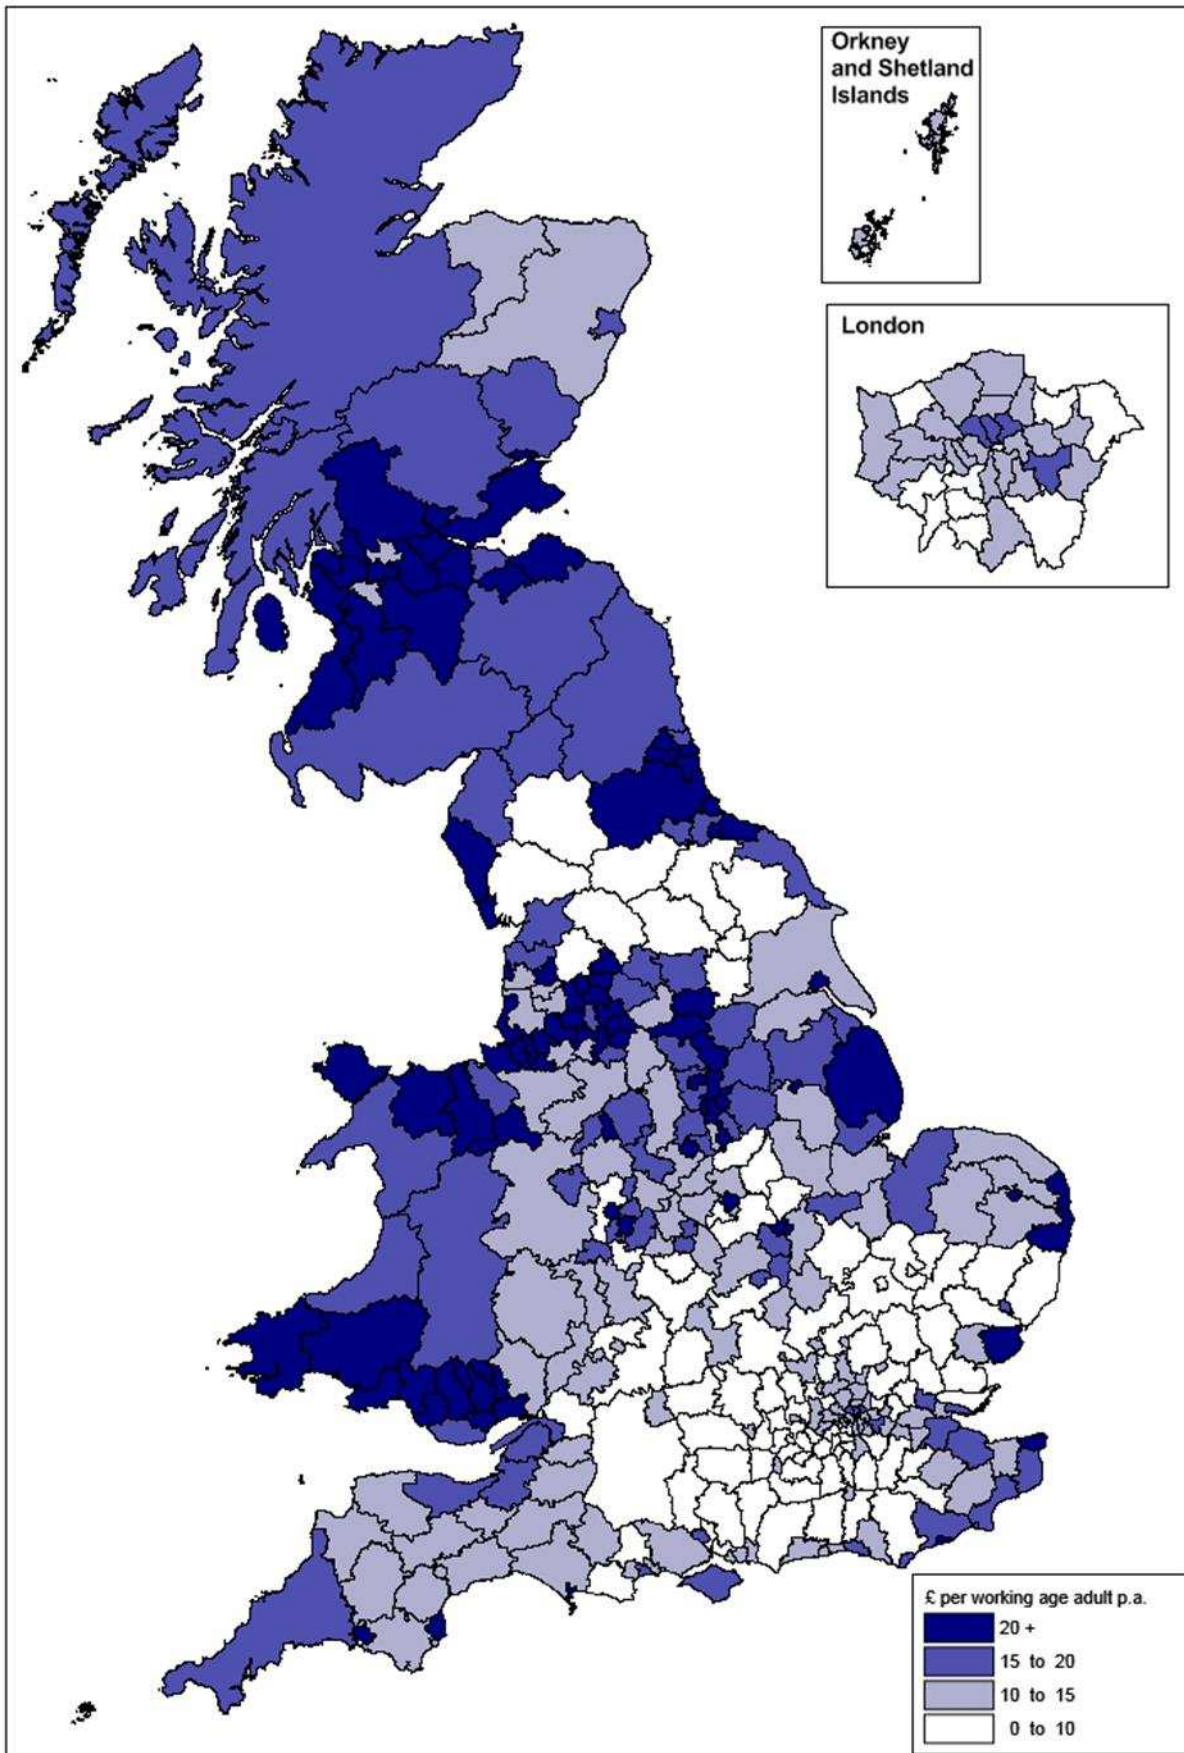 Orkney
and Shetland
Islands
London
£ per working age adult p.a.
20 +
15 to 20
10 to 15
0 to 10